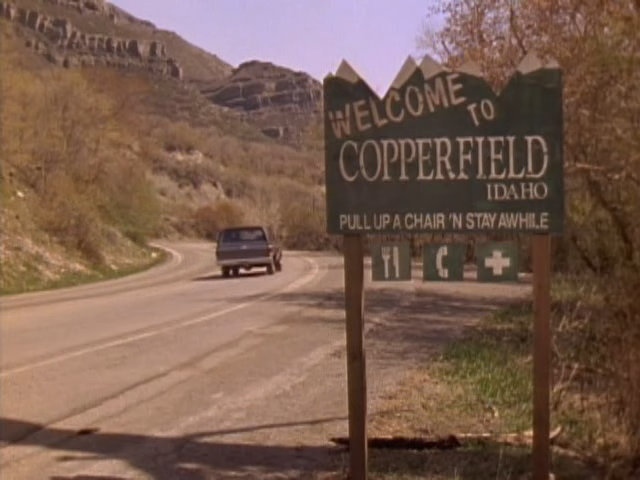 WELCOME
TO
COPPERFIELD
IDAHO
PULL UP A CHAIR 'N STAY AWHILE